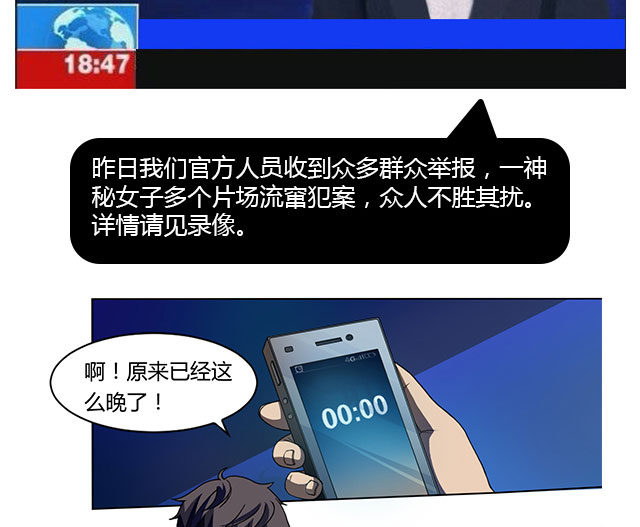 18:47
昨日我们官方人员收到众多群众举报，一神
秘女子多个片场流窜犯案，众人不胜其扰。
详情请见录像。
4G
00:00
啊！原来已经这
么晚了！